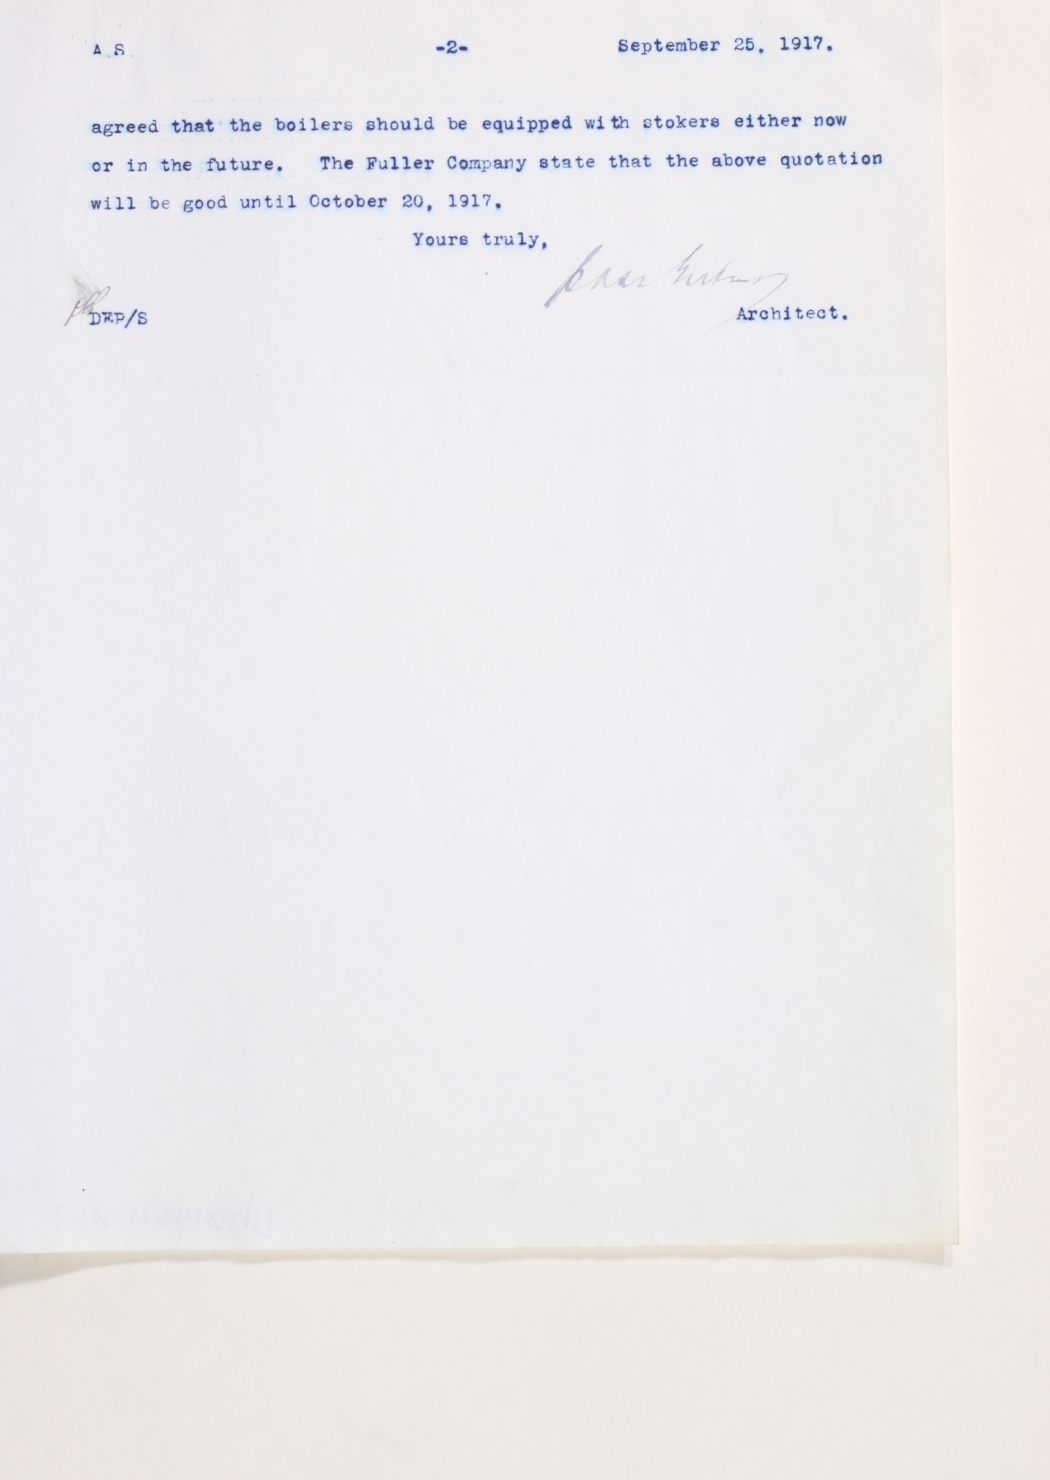 A.S. -2- September 25, 1917.
agreed that the boilers should be equipped with stokers either now
or in the future. The Fuller Company state that the above quotation
will be good until October 20, 1917.
Yours truly,
DEP/S Architect.